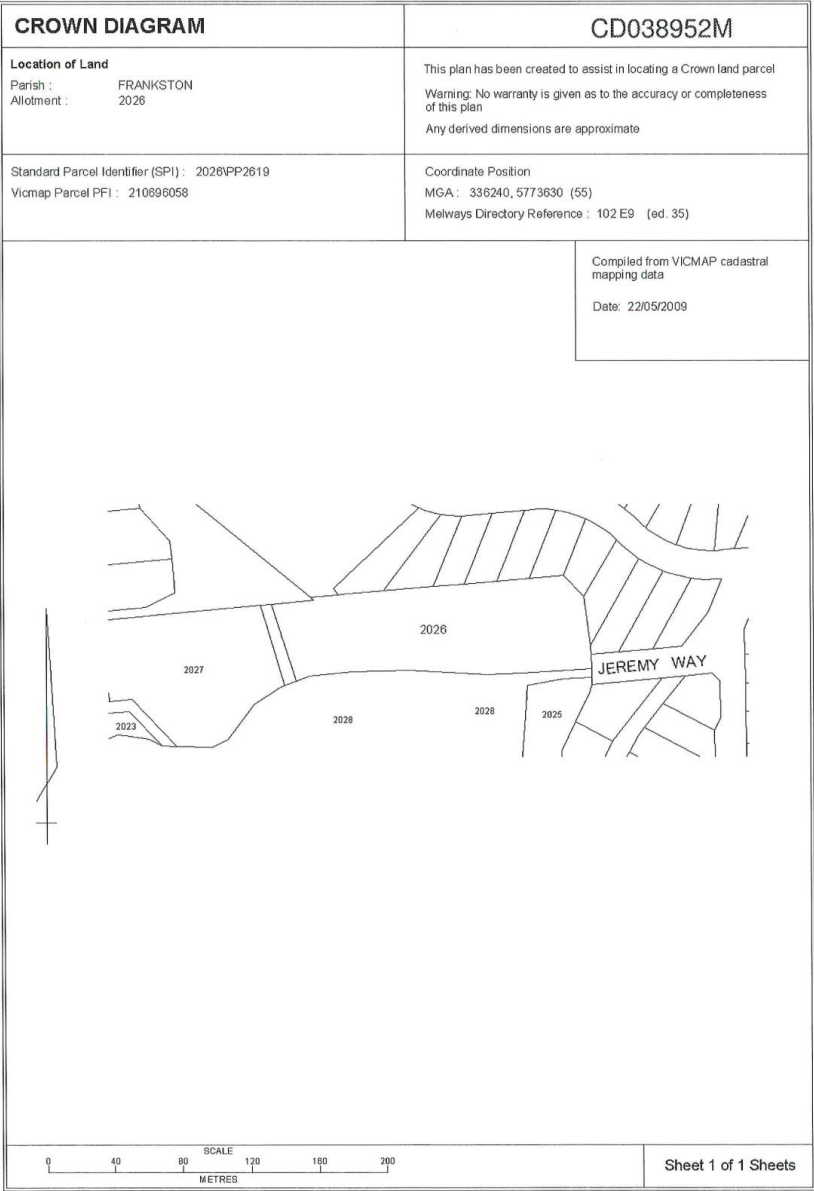 CROWN DIAGRAM
CD038952M
Location of Land
Parish : FRANKSTON
Allotment : 2026
This plan has been created to assist in locating a Crown land parcel
Warning: No warranty is given as to the accuracy or completeness
of this plan
Any derived dimensions are approximate
Standard Parcel Identifier (SPI) : 2026\PP2619
Vicmap Parcel PFI : 210696058
Coordinate Position
MGA : 336240, 5773630 (55)
Melways Directory Reference : 102 E9 (ed. 35)
Compiled from VICMAP cadastral
mapping data
Date: 22/05/2009
2026
2027
JEREMY WAY
2023
2028
2028
2025
SCALE
0 40 80 120 160 200
METRES
Sheet 1 of 1 Sheets